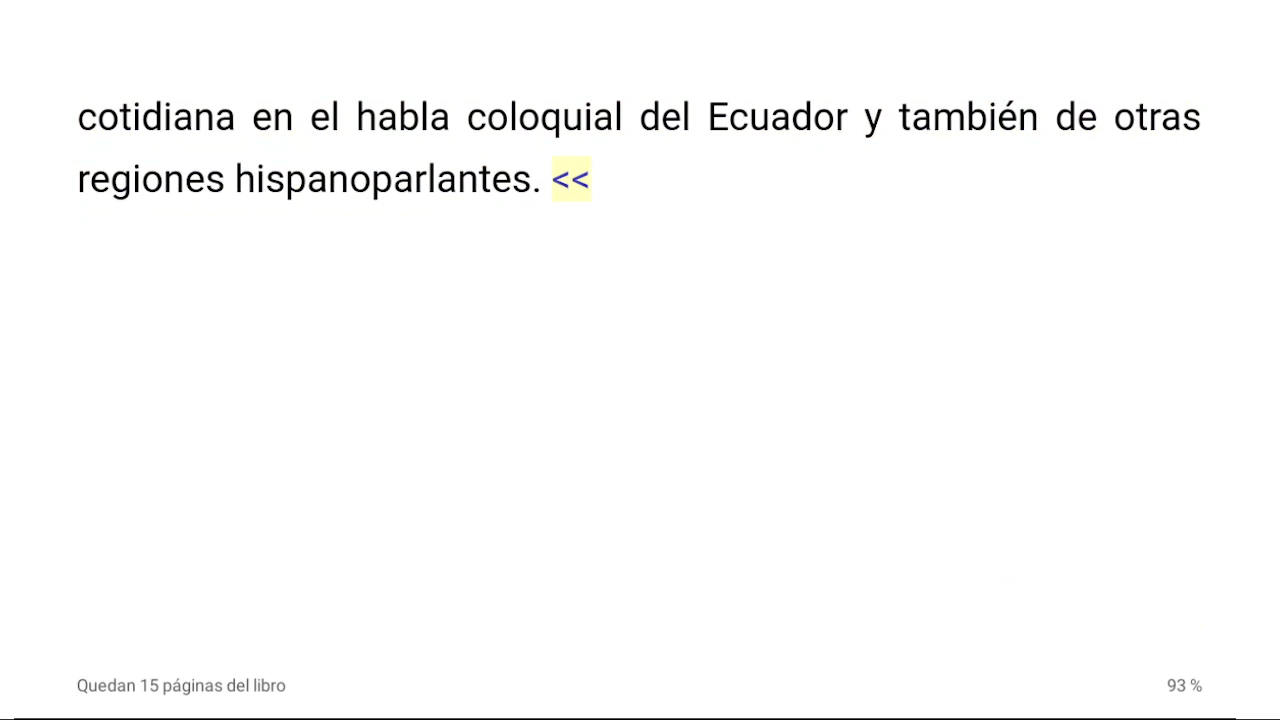 cotidiana en el habla coloquial del Ecuador y también de otras
regiones hispanoparlantes. <<
Quedan 15 páginas del libro
93 %